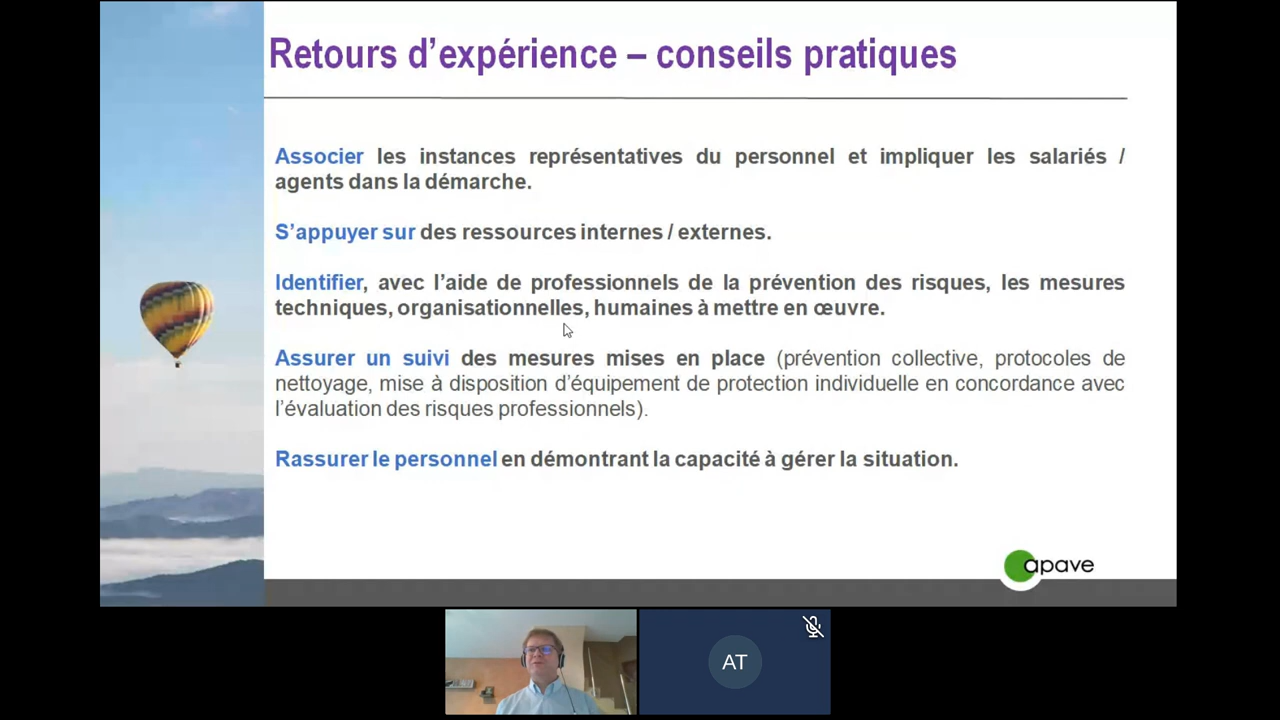 Retours d’expérience – conseils pratiques
Associer les instances représentatives du personnel et impliquer les salariés /
agents dans la démarche.
S’appuyer sur des ressources internes / externes.
Identifier, avec l’aide de professionnels de la prévention des risques, les mesures
techniques, organisationnelles, humaines à mettre en œuvre.
Assurer un suivi des mesures mises en place (prévention collective, protocoles de
nettoyage, mise à disposition d’équipement de protection individuelle en concordance avec
l’évaluation des risques professionnels).
Rassurer le personnel en démontrant la capacité à gérer la situation.
apave
AT